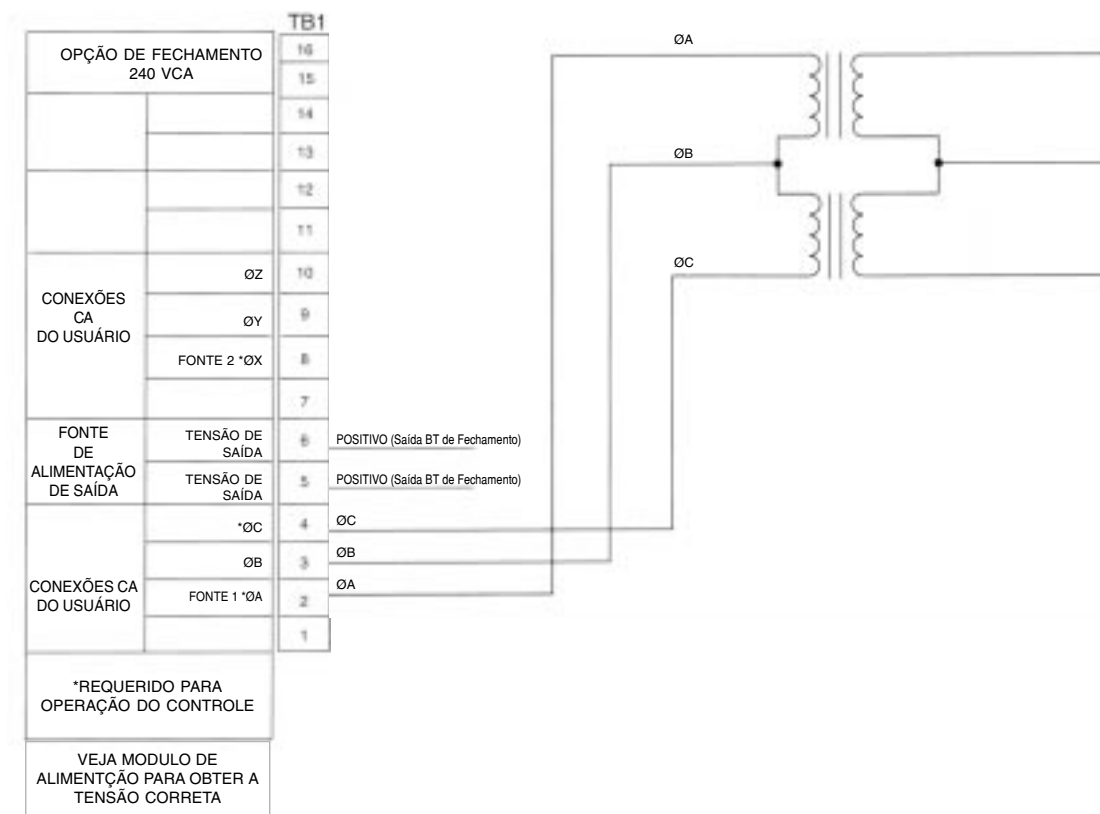 TB1
OPÇÃO DE FECHAMENTO
240 VCA
16
15
14
13
12
11
10
9
8
7
6
5
4
3
2
1
CONEXÕES
CA
DO USUÁRIO
ØZ
ØY
FONTE 2 *ØX
FONTE
DE
ALIMENTAÇÃO
DE SAÍDA
TENSÃO DE
SAÍDA
TENSÃO DE
SAÍDA
POSITIVO (Saída BT de Fechamento)
POSITIVO (Saída BT de Fechamento)
CONEXÕES CA
DO USUÁRIO
*ØC
ØB
FONTE 1 *ØA
ØC
ØB
ØA
*REQUERIDO PARA
OPERAÇÃO DO CONTROLE
VEJA MODULO DE
ALIMENTÇÃO PARA OBTER A
TENSÃO CORRETA
ØA
ØB
ØC